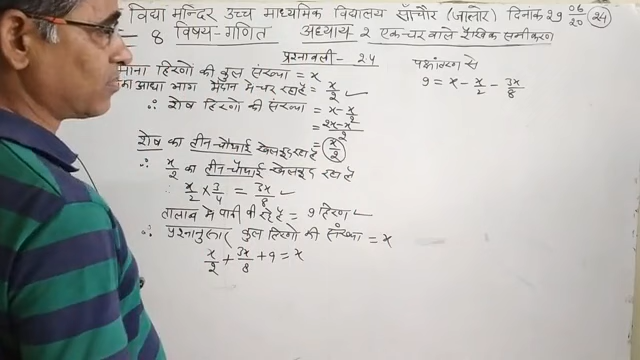 विद्या मन्दिर उच्च माध्यमिक विद्यालय साँचौर (जालोर) दिनांक 29 06/20 (24)
- 8 विषय-गणित अध्याय 2 एक चर वाले रैखिक समीकरण
प्रश्नावली - 2.4
माना हिरणों की कुल संख्या = x
का आधा भाग मैदान मे चर रहा है = x/2 ✓
∴ शेष हिरणों की संख्या = x - x/2
= 2x-x/2
= x/2
शेष का तीन-चौथाई खेलकूद रहा है
∴ x/2 का तीन-चौथाई खेलकूद रहा है
∴ x/2 × 3/4 = 3x/8 ✓
तालाब मे पानी पी रहे है = 9 हिरण ✓
∴ प्रश्नानुसार कुल हिरणो की संख्या = x
x/2 + 3x/8 + 9 = x
पक्षांतरण से
9 = x - x/2 - 3x/8